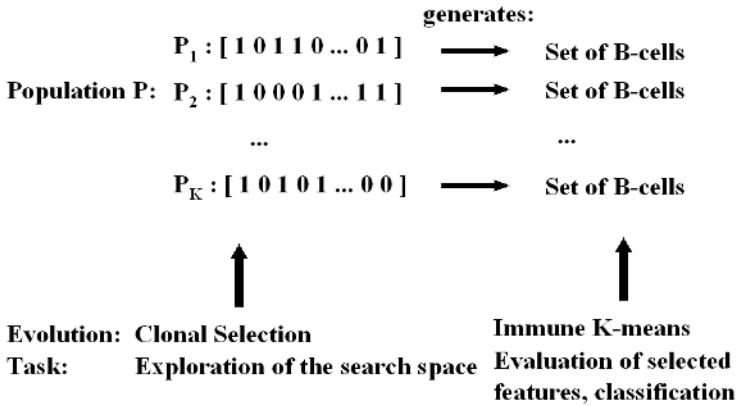 generates:
P1 : [ 1 0 1 1 0 ... 0 1 ] Set of B-cells
Population P: P2 : [ 1 0 0 0 1 ... 1 1 ] Set of B-cells
... ...
PK : [ 1 0 1 0 1 ... 0 0 ] Set of B-cells
Evolution: Clonal Selection
Task: Exploration of the search space
Immune K-means
Evaluation of selected
features, classification